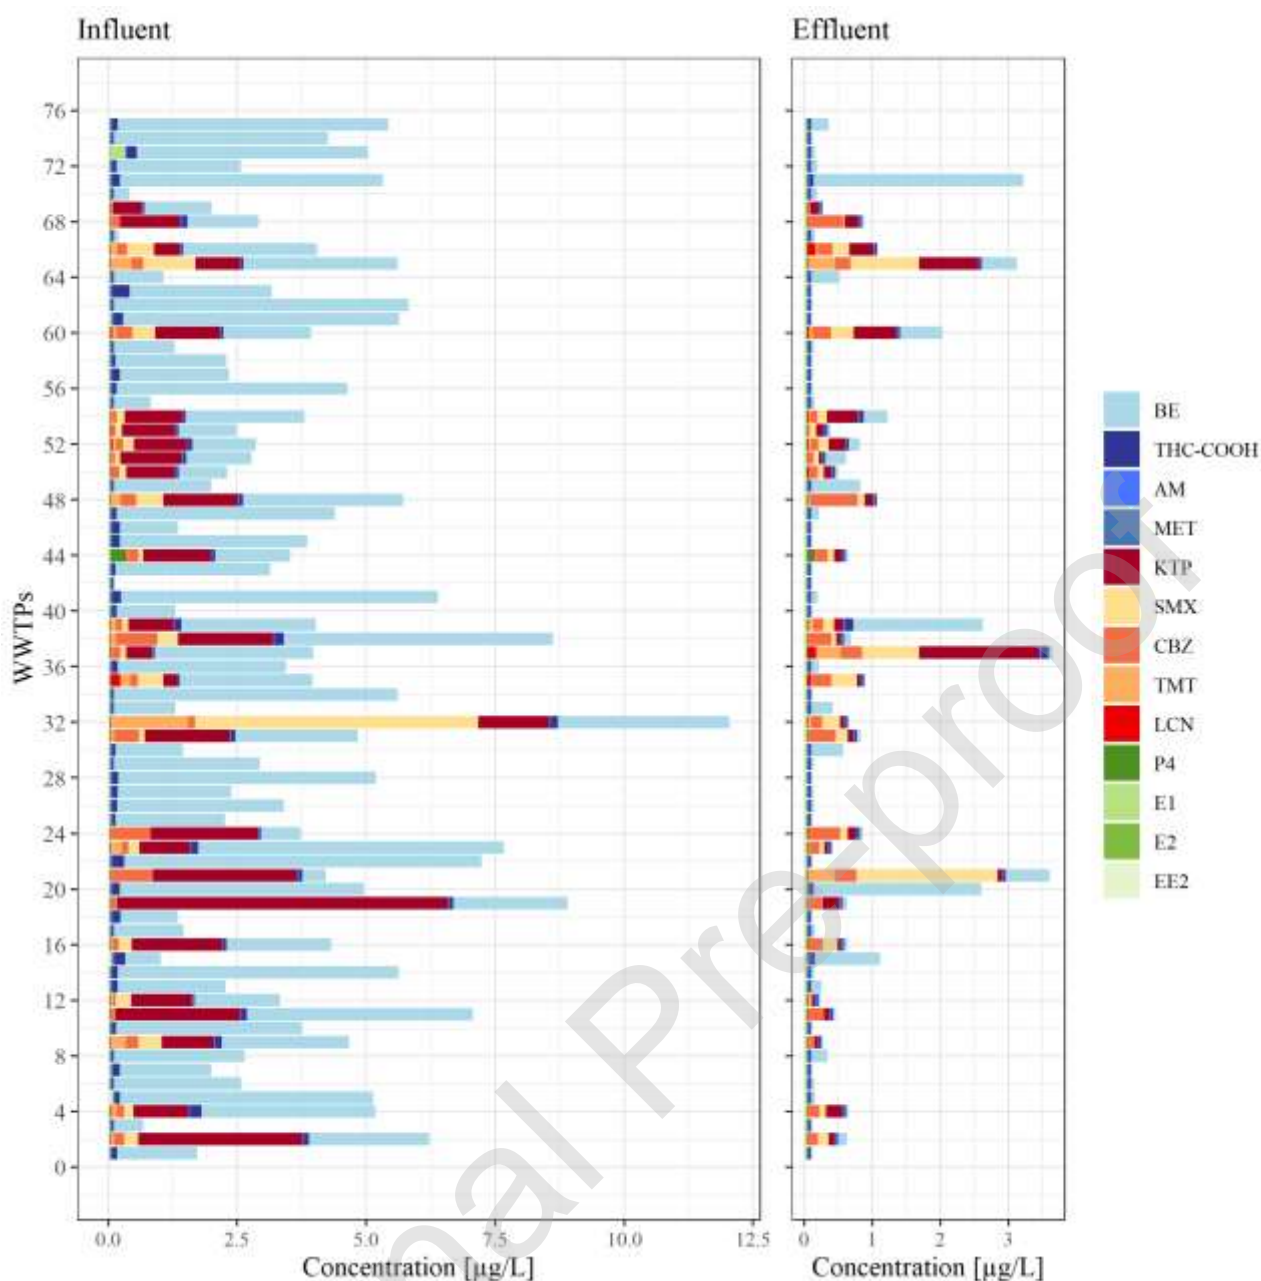 Influent
Effluent
WWTPs
76
72
68
64
60
56
52
48
44
40
36
32
28
24
20
16
12
8
4
0
0.0 2.5 5.0 7.5 10.0 12.5
0 1 2 3
Concentration [µg/L]
Concentration [µg/L]
BE
THC-COOH
AM
MET
KTP
SMX
CBZ
TMT
LCN
P4
E1
E2
EE2
nal Preproof